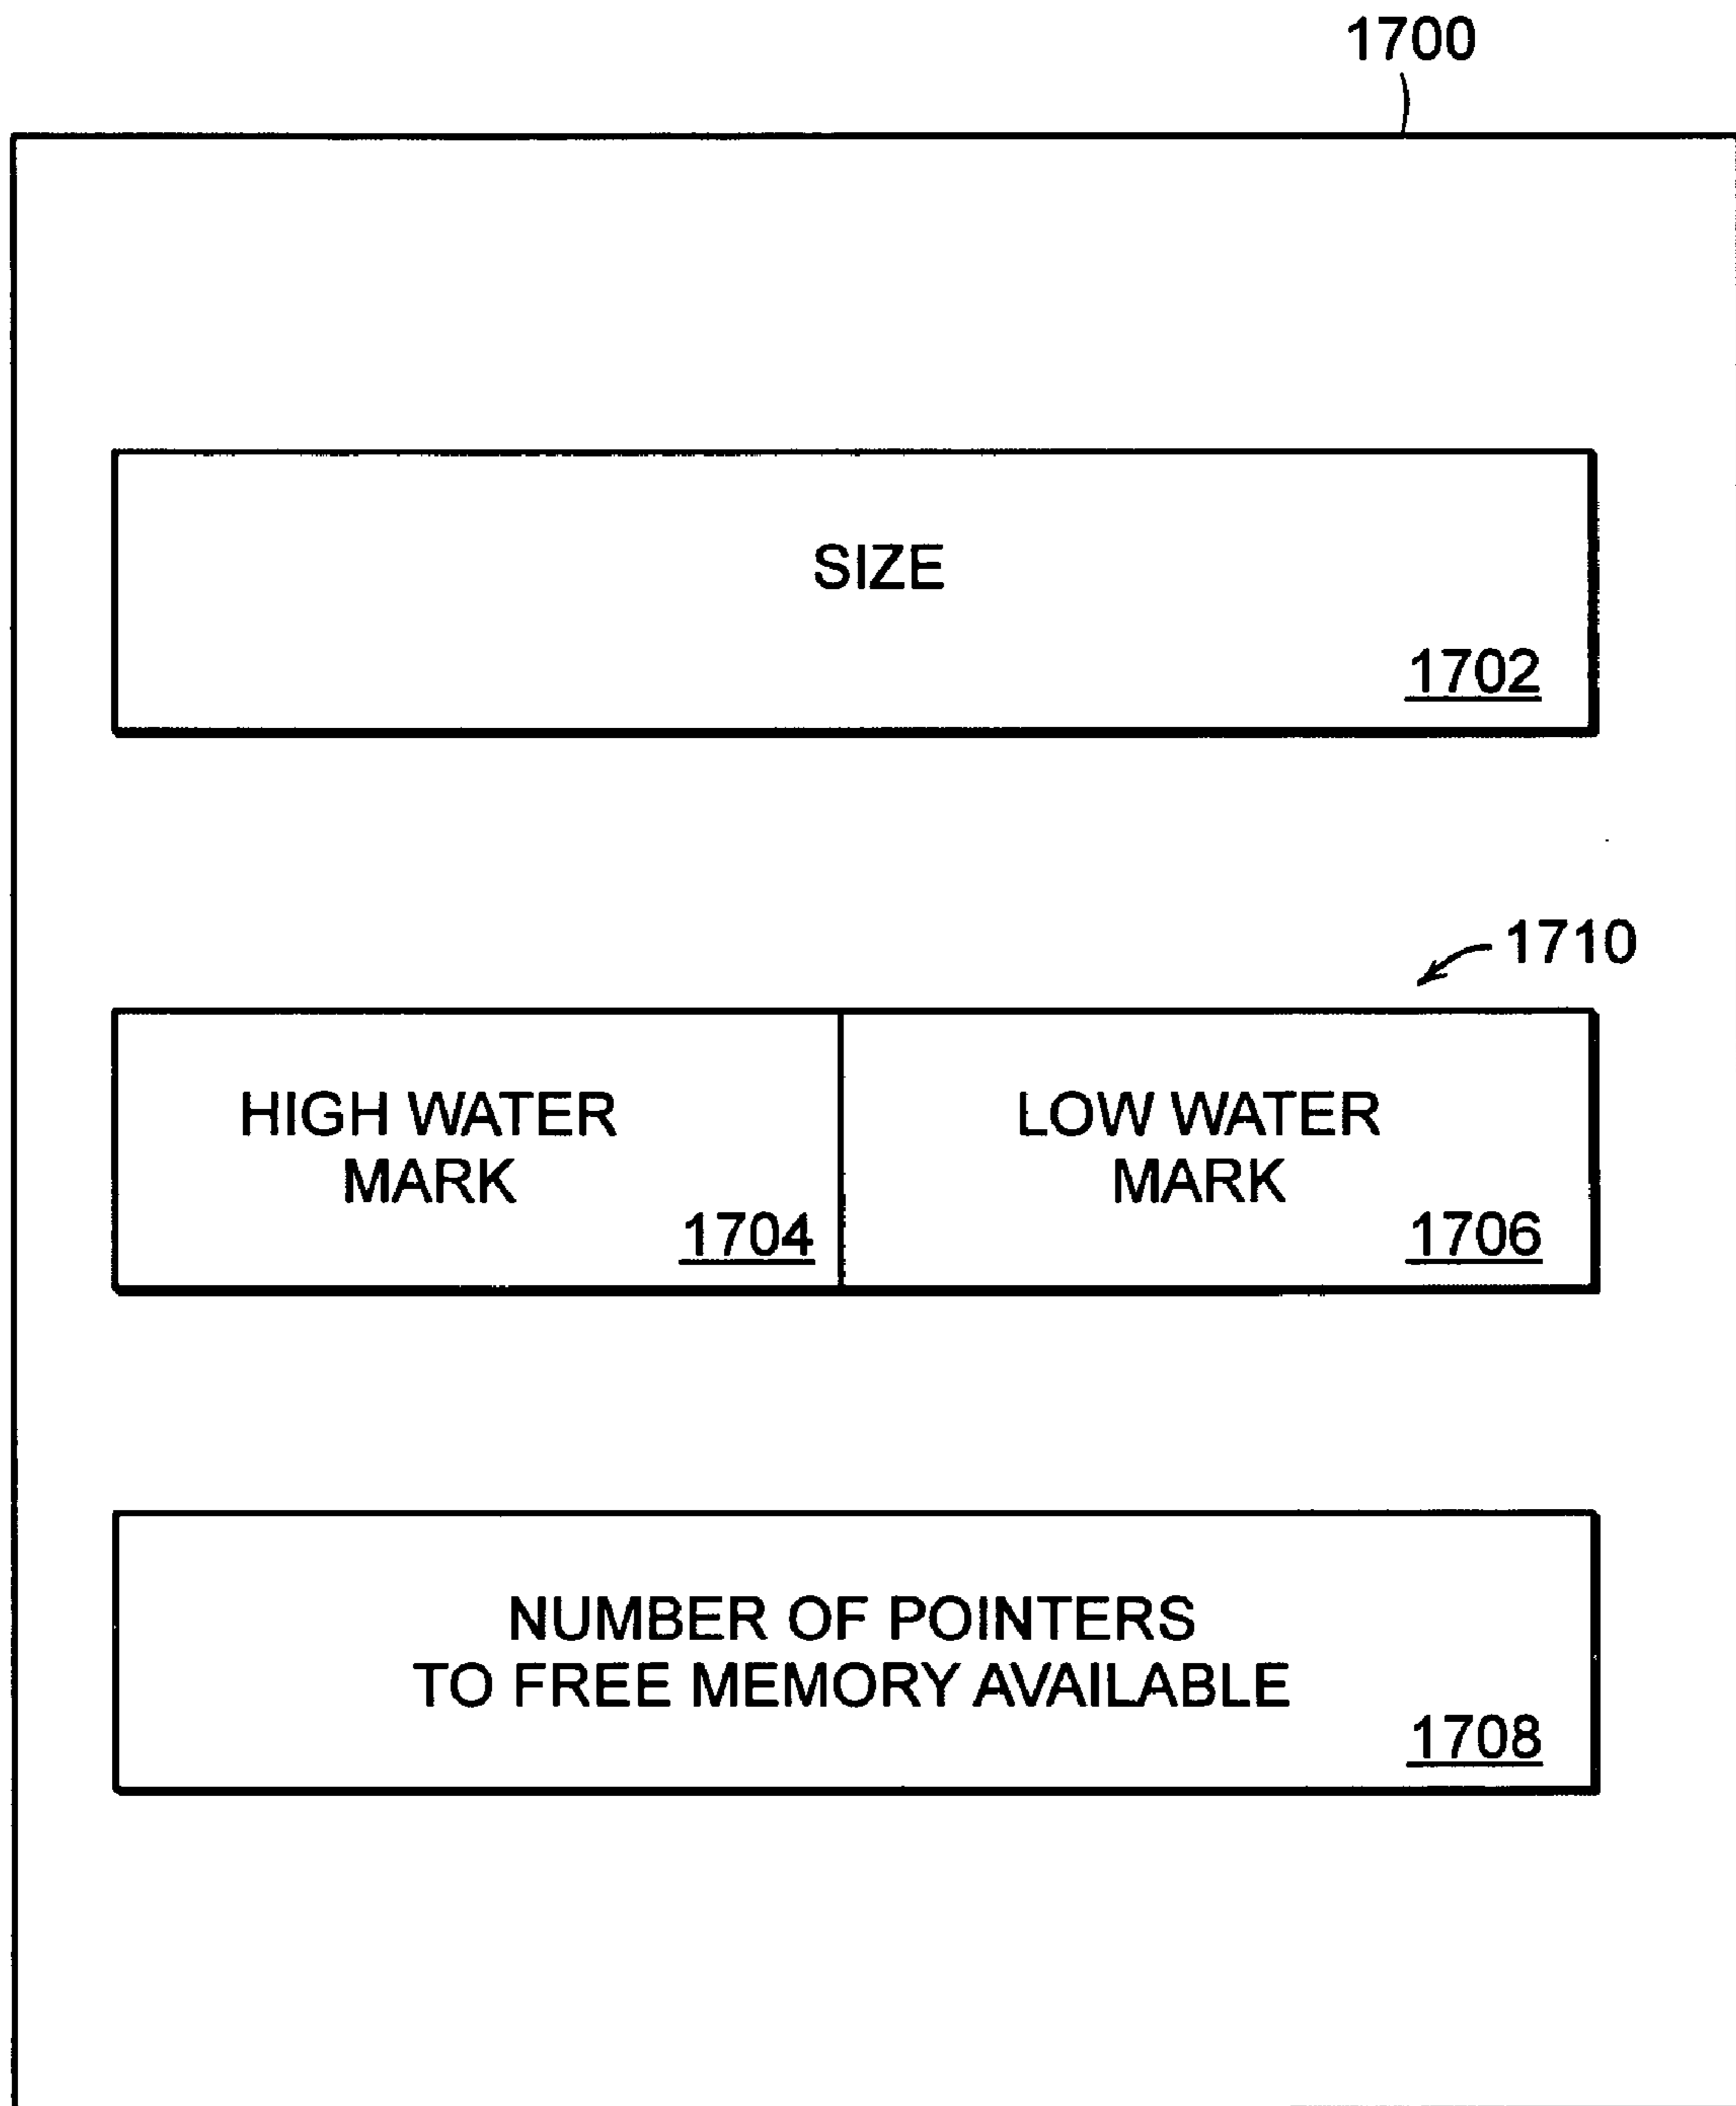 1700
SIZE
1702
1710
HIGH WATER
MARK
1704
LOW WATER
MARK
1706
NUMBER OF POINTERS
TO FREE MEMORY AVAILABLE
1708